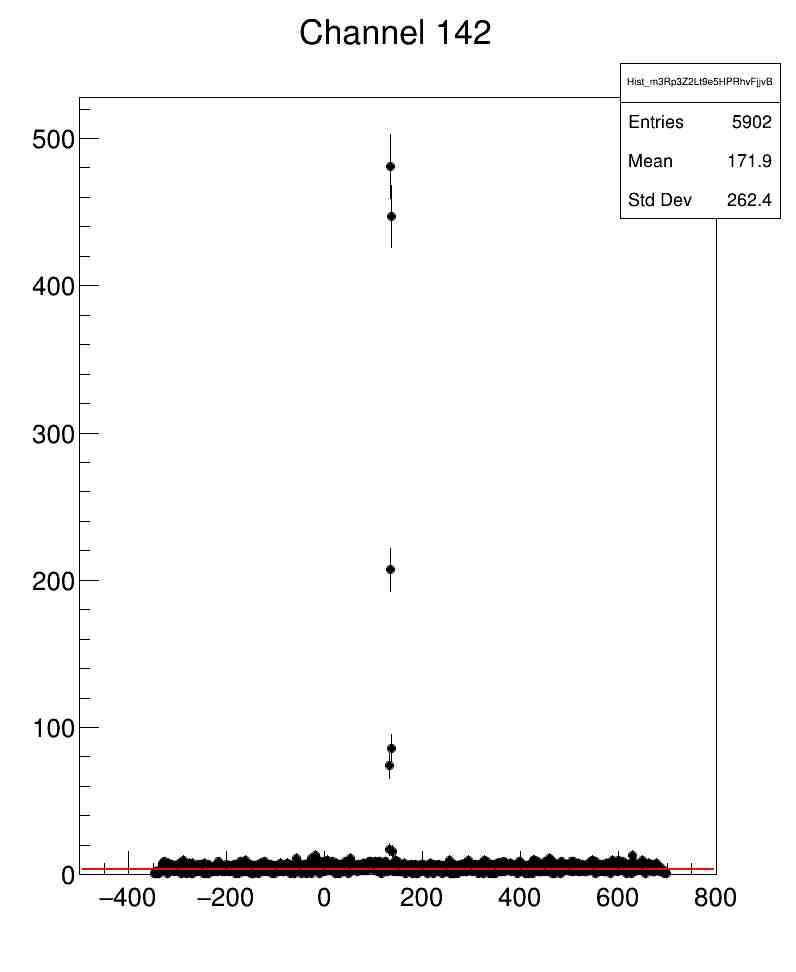 Channel 142
Hist_m3Rp3Z2Lt9e5HPRhvFjjvB
Entries 5902
Mean 171.9
Std Dev 262.4
500
400
300
200
100
0
−400 −200 0 200 400 600 800